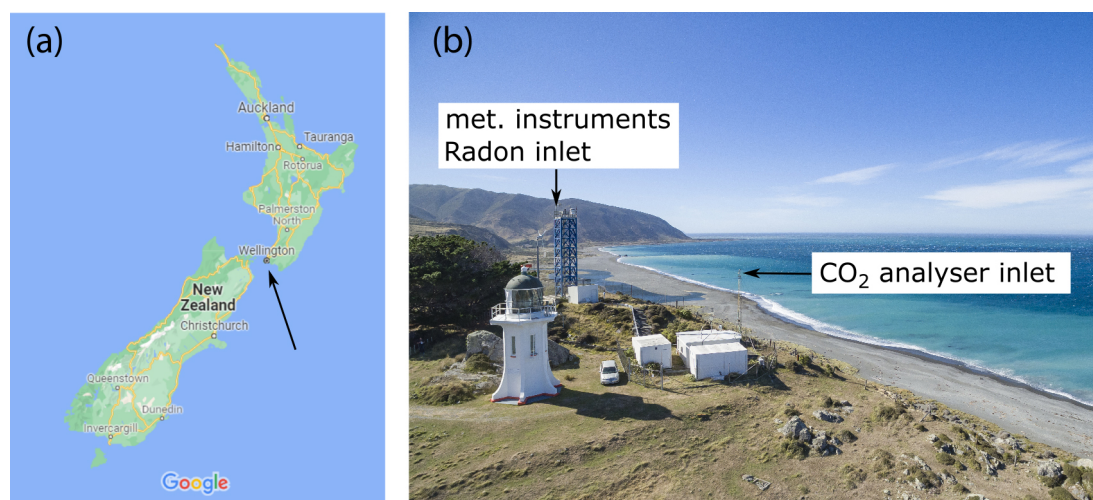 (a)
Auckland
Tauranga
Hamilton
Rotorua
Palmerston
North
Wellington
New
Zealand
Christchurch
Queenstown
Dunedin
Invercargill
Google
(b)
met. instruments
Radon inlet
CO₂ analyser inlet